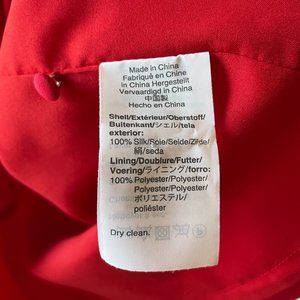 Made in China
Fabriqué en Chine
in China Hergestellt
Vervaardigd in China
中国製
Hecho en China
Shell/Extérieur/Oberstoff/
Buitenkant/シェル/tela
exterior:
100% Silk/Soie/Seide/Zijde/
絹/seda
Lining/Doublure/Futter/
Voering/ライニング/forro:
100% Polyester/Polyester/
Polyester/Polyester/
ポリエステル/
poliéster
Dry clean.